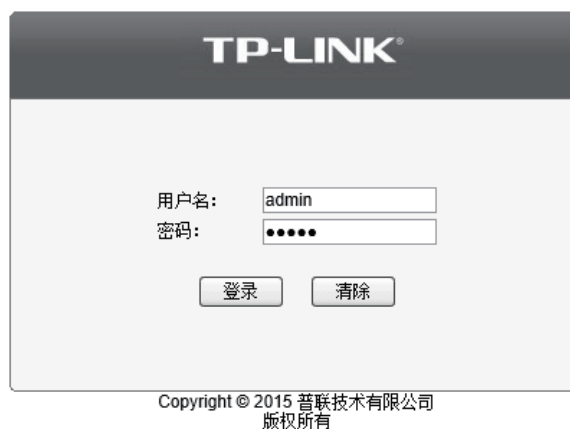 TP-LINK®
用户名： admin
密码： •••••
登录 清除
Copyright © 2015 普联技术有限公司
版权所有